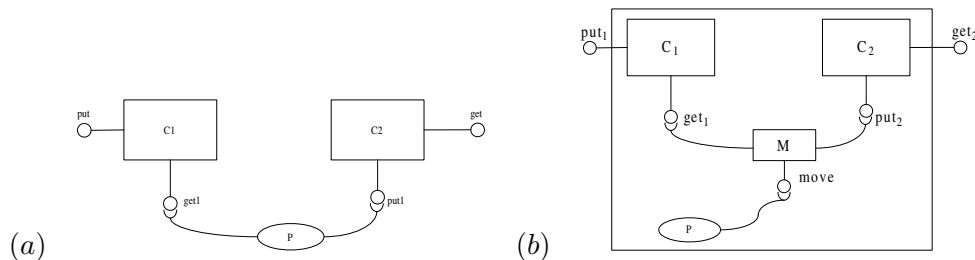 put
C1
C2
get
get1
put1
P
(a)
put₁
C₁
C₂
get₂
get₁
put₂
M
move
P
(b)